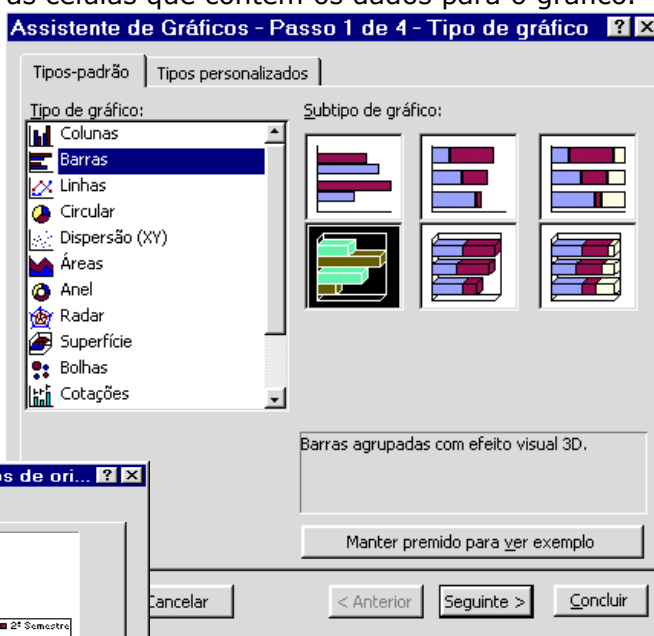 as células que contêm os dados para o gráfico.
Assistente de Gráficos - Passo 1 de 4 - Tipo de gráfico
Tipos-padrão
Tipos personalizados
Tipo de gráfico:
Subtipo de gráfico:
Colunas
Barras
Linhas
Circular
Dispersão (XY)
Áreas
Anel
Radar
Superfície
Bolhas
Cotações
Barras agrupadas com efeito visual 3D.
s de ori...
Manter premido para ver exemplo
Cancelar
< Anterior
Seguinte >
Concluir
2º Semestre